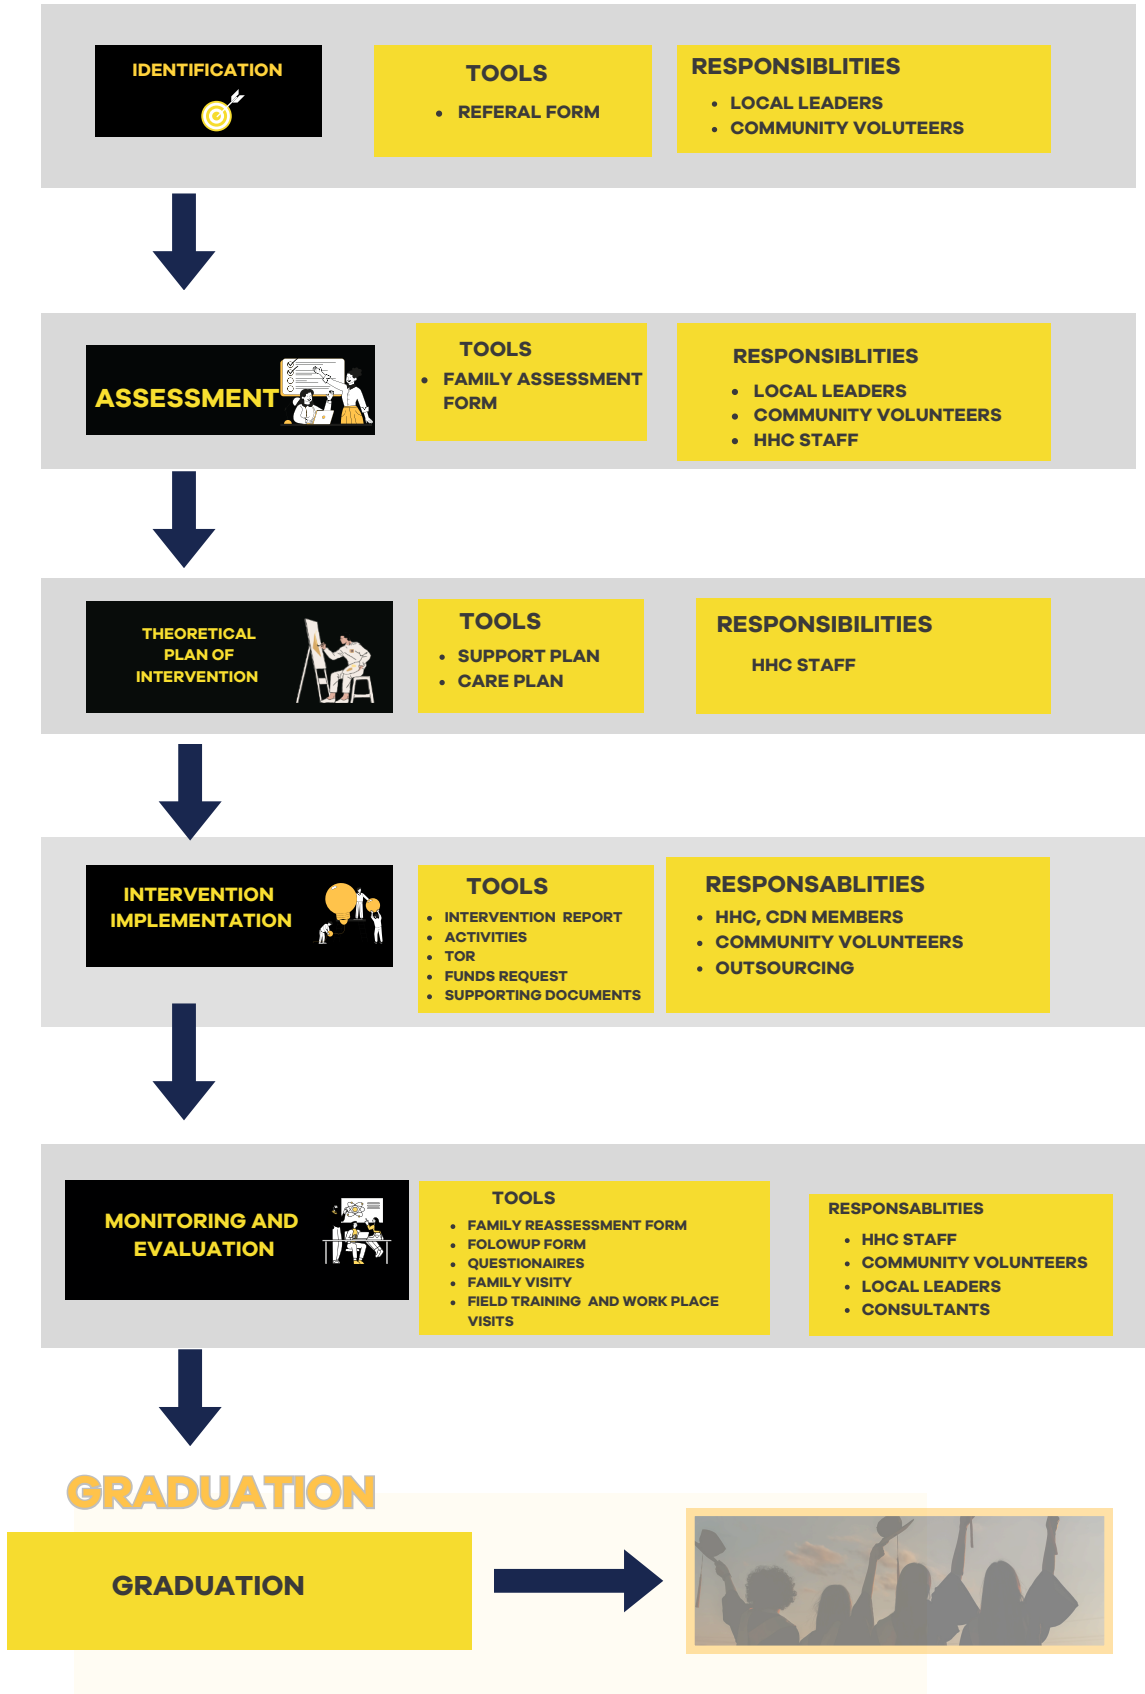 IDENTIFICATION
TOOLS
• REFERAL FORM
RESPONSIBLITIES
• LOCAL LEADERS
• COMMUNITY VOLUTEERS
ASSESSMENT
TOOLS
• FAMILY ASSESSMENT
FORM
RESPONSIBLITIES
• LOCAL LEADERS
• COMMUNITY VOLUNTEERS
• HHC STAFF
THEORETICAL
PLAN OF
INTERVENTION
TOOLS
• SUPPORT PLAN
• CARE PLAN
RESPONSIBILITIES
HHC STAFF
INTERVENTION
IMPLEMENTATION
TOOLS
• INTERVENTION REPORT
• ACTIVITIES
• TOR
• FUNDS REQUEST
• SUPPORTING DOCUMENTS
RESPONSABLITIES
• HHC, CDN MEMBERS
• COMMUNITY VOLUNTEERS
• OUTSOURCING
MONITORING AND
EVALUATION
TOOLS
• FAMILY REASSESSMENT FORM
• FOLOWUP FORM
• QUESTIONAIRES
• FAMILY VISITY
• FIELD TRAINING AND WORK PLACE
VISITS
RESPONSABLITIES
• HHC STAFF
• COMMUNITY VOLUNTEERS
• LOCAL LEADERS
• CONSULTANTS
GRADUATION
GRADUATION